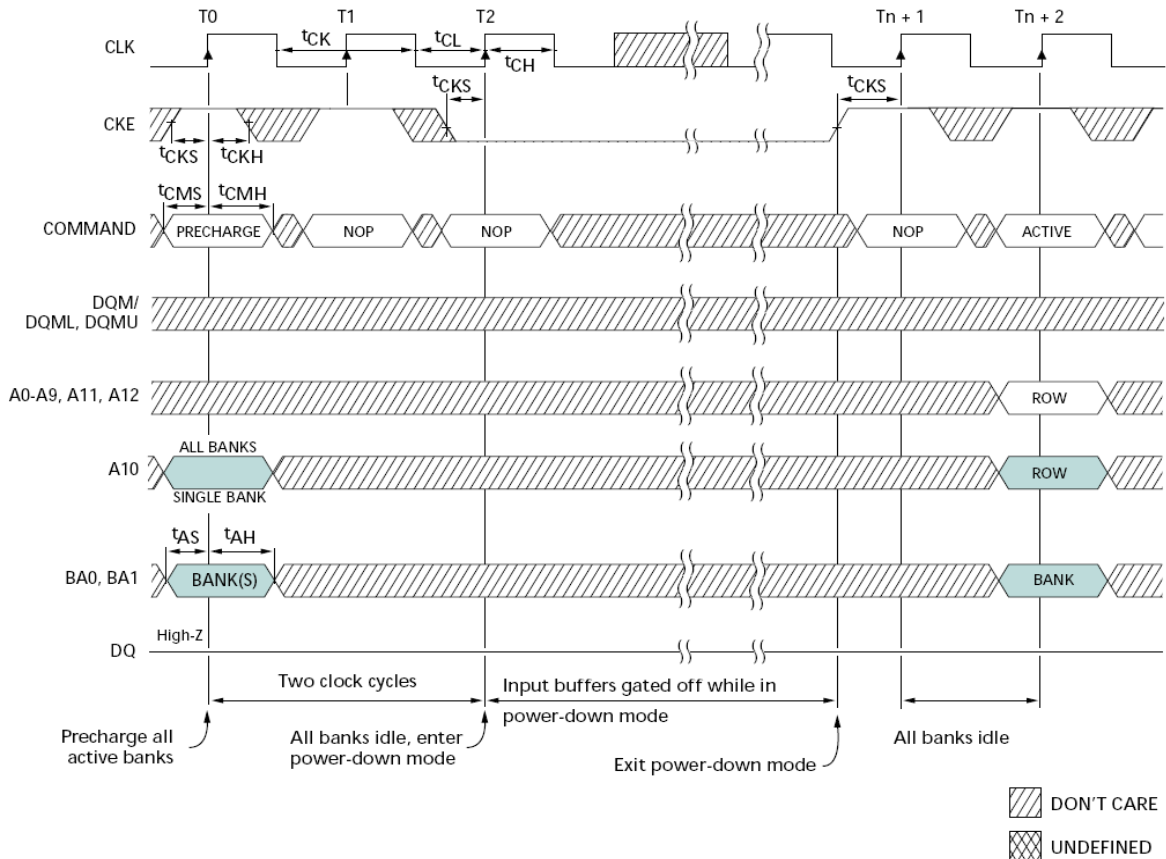 T0 T1 T2 Tn + 1 Tn + 2
CLK
tCK tCL
tCH
tCKS tCKS
CKE
tCKS tCKH
tCMS tCMH
COMMAND PRECHARGE NOP NOP NOP ACTIVE
DQM/
DQML, DQMU
A0-A9, A11, A12 ROW
ALL BANKS
A10 ROW
SINGLE BANK
tAS tAH
BA0, BA1 BANK(S) BANK
High-Z
DQ
Two clock cycles
Input buffers gated off while in
power-down mode
Precharge all
active banks
All banks idle, enter
power-down mode
Exit power-down mode
All banks idle
DON'T CARE
UNDEFINED